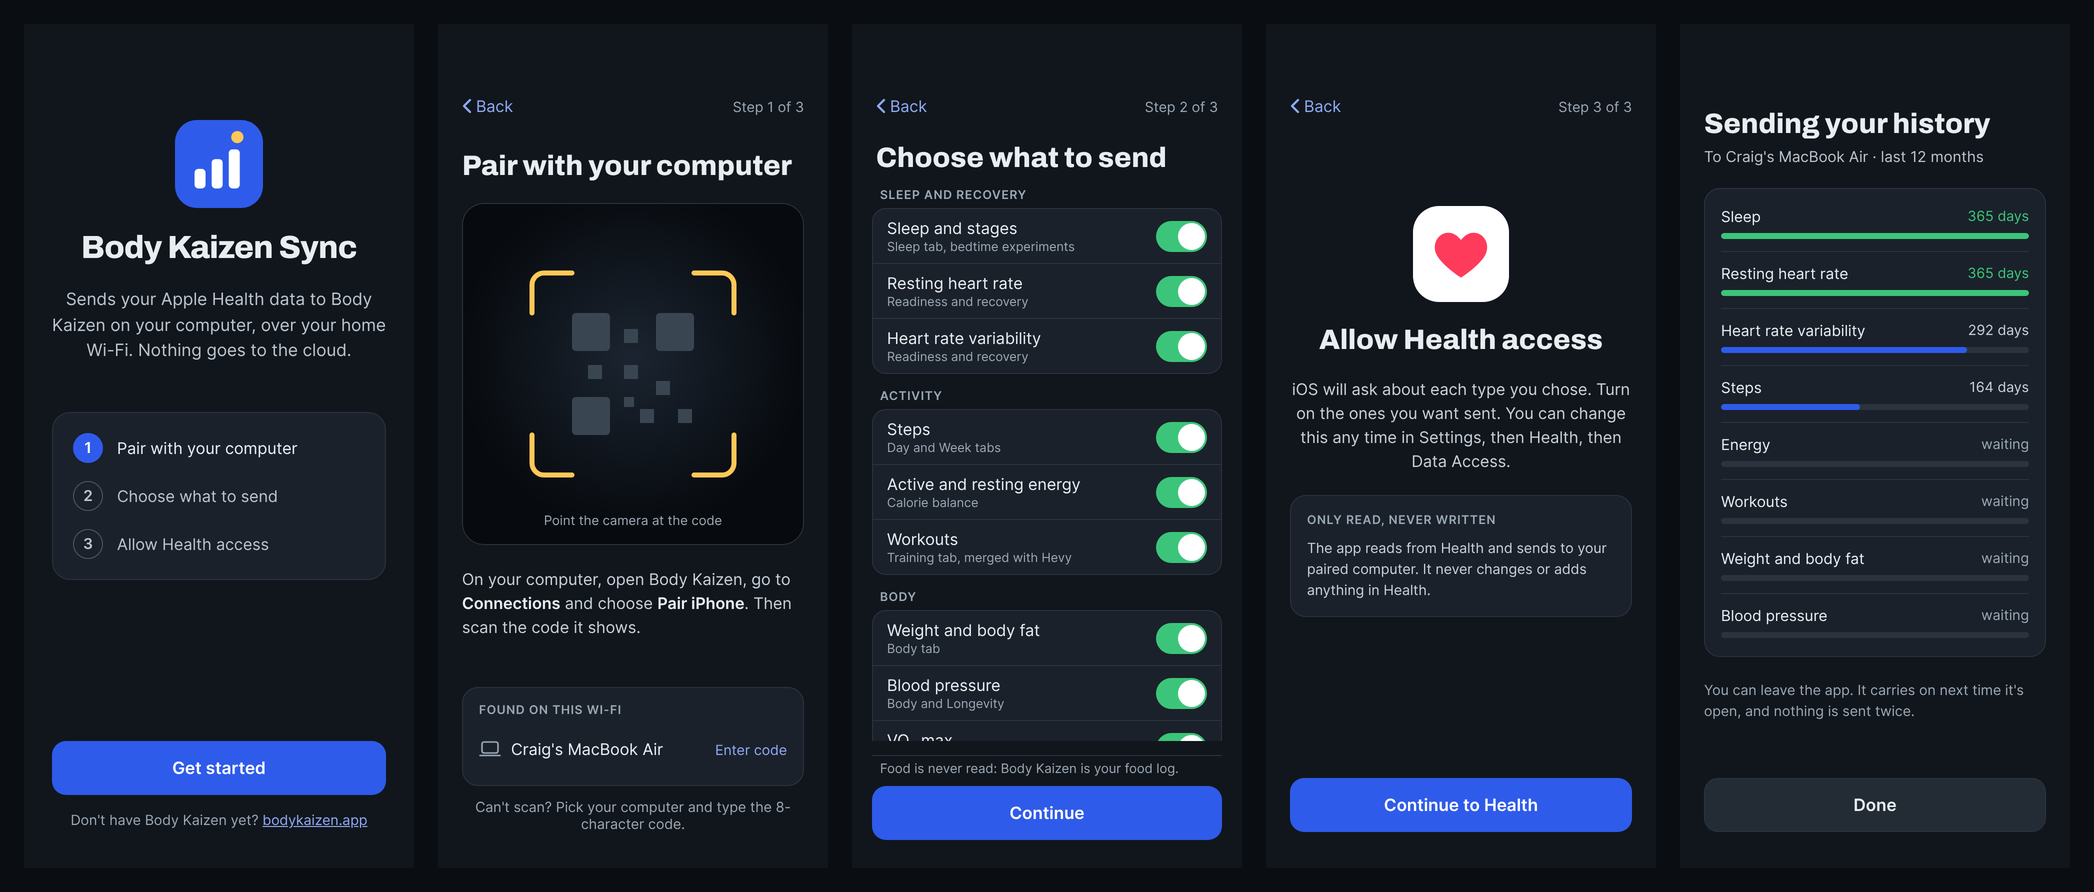 Body Kaizen Sync
Sends your Apple Health data to Body
Kaizen on your computer, over your home
Wi-Fi. Nothing goes to the cloud.
1 Pair with your computer
2 Choose what to send
3 Allow Health access
Get started
Don't have Body Kaizen yet? bodykaizen.app
Back
Step 1 of 3
Pair with your computer
Point the camera at the code
On your computer, open Body Kaizen, go to
Connections and choose Pair iPhone. Then
scan the code it shows.
FOUND ON THIS WI-FI
Craig's MacBook Air
Enter code
Can't scan? Pick your computer and type the 8-
character code.
Back
Step 2 of 3
Choose what to send
SLEEP AND RECOVERY
Sleep and stages
Sleep tab, bedtime experiments
Resting heart rate
Readiness and recovery
Heart rate variability
Readiness and recovery
ACTIVITY
Steps
Day and Week tabs
Active and resting energy
Calorie balance
Workouts
Training tab, merged with Hevy
BODY
Weight and body fat
Body tab
Blood pressure
Body and Longevity
max
Food is never read: Body Kaizen is your food log.
Continue
Back
Step 3 of 3
Allow Health access
iOS will ask about each type you chose. Turn
on the ones you want sent. You can change
this any time in Settings, then Health, then
Data Access.
ONLY READ, NEVER WRITTEN
The app reads from Health and sends to your
paired computer. It never changes or adds
anything in Health.
Continue to Health
Sending your history
To Craig's MacBook Air · last 12 months
Sleep
365 days
Resting heart rate
365 days
Heart rate variability
292 days
Steps
164 days
Energy
waiting
Workouts
waiting
Weight and body fat
waiting
Blood pressure
waiting
You can leave the app. It carries on next time it's
open, and nothing is sent twice.
Done